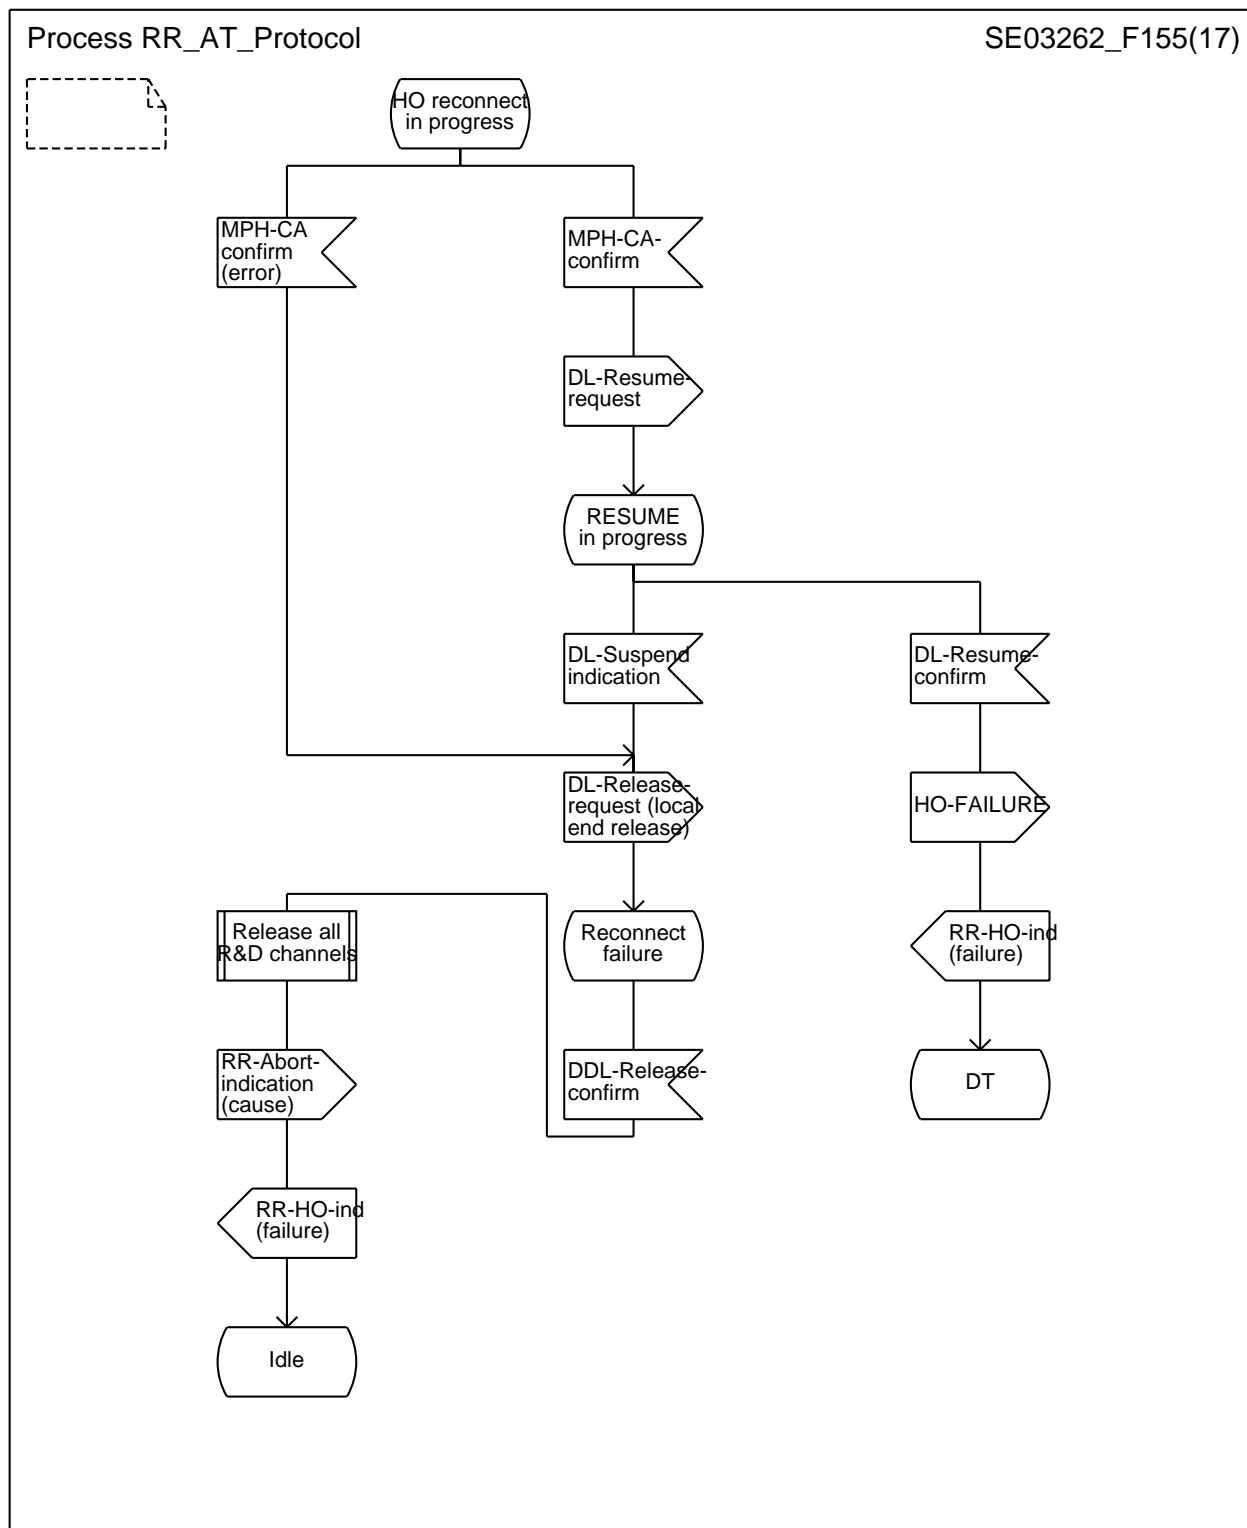 Process RR_AT_Protocol
SE03262_F155(17)
HO reconnect
in progress
MPH-CA
confirm
(error)
MPH-CA-
confirm
DL-Resume-
request
RESUME
in progress
DL-Suspend
indication
DL-Resume-
confirm
DL-Release-
request (local
end release)
HO-FAILURE
Release all
R&D channels
Reconnect
failure
RR-HO-ind
(failure)
RR-Abort-
indication
(cause)
DDL-Release-
confirm
DT
RR-HO-ind
(failure)
Idle